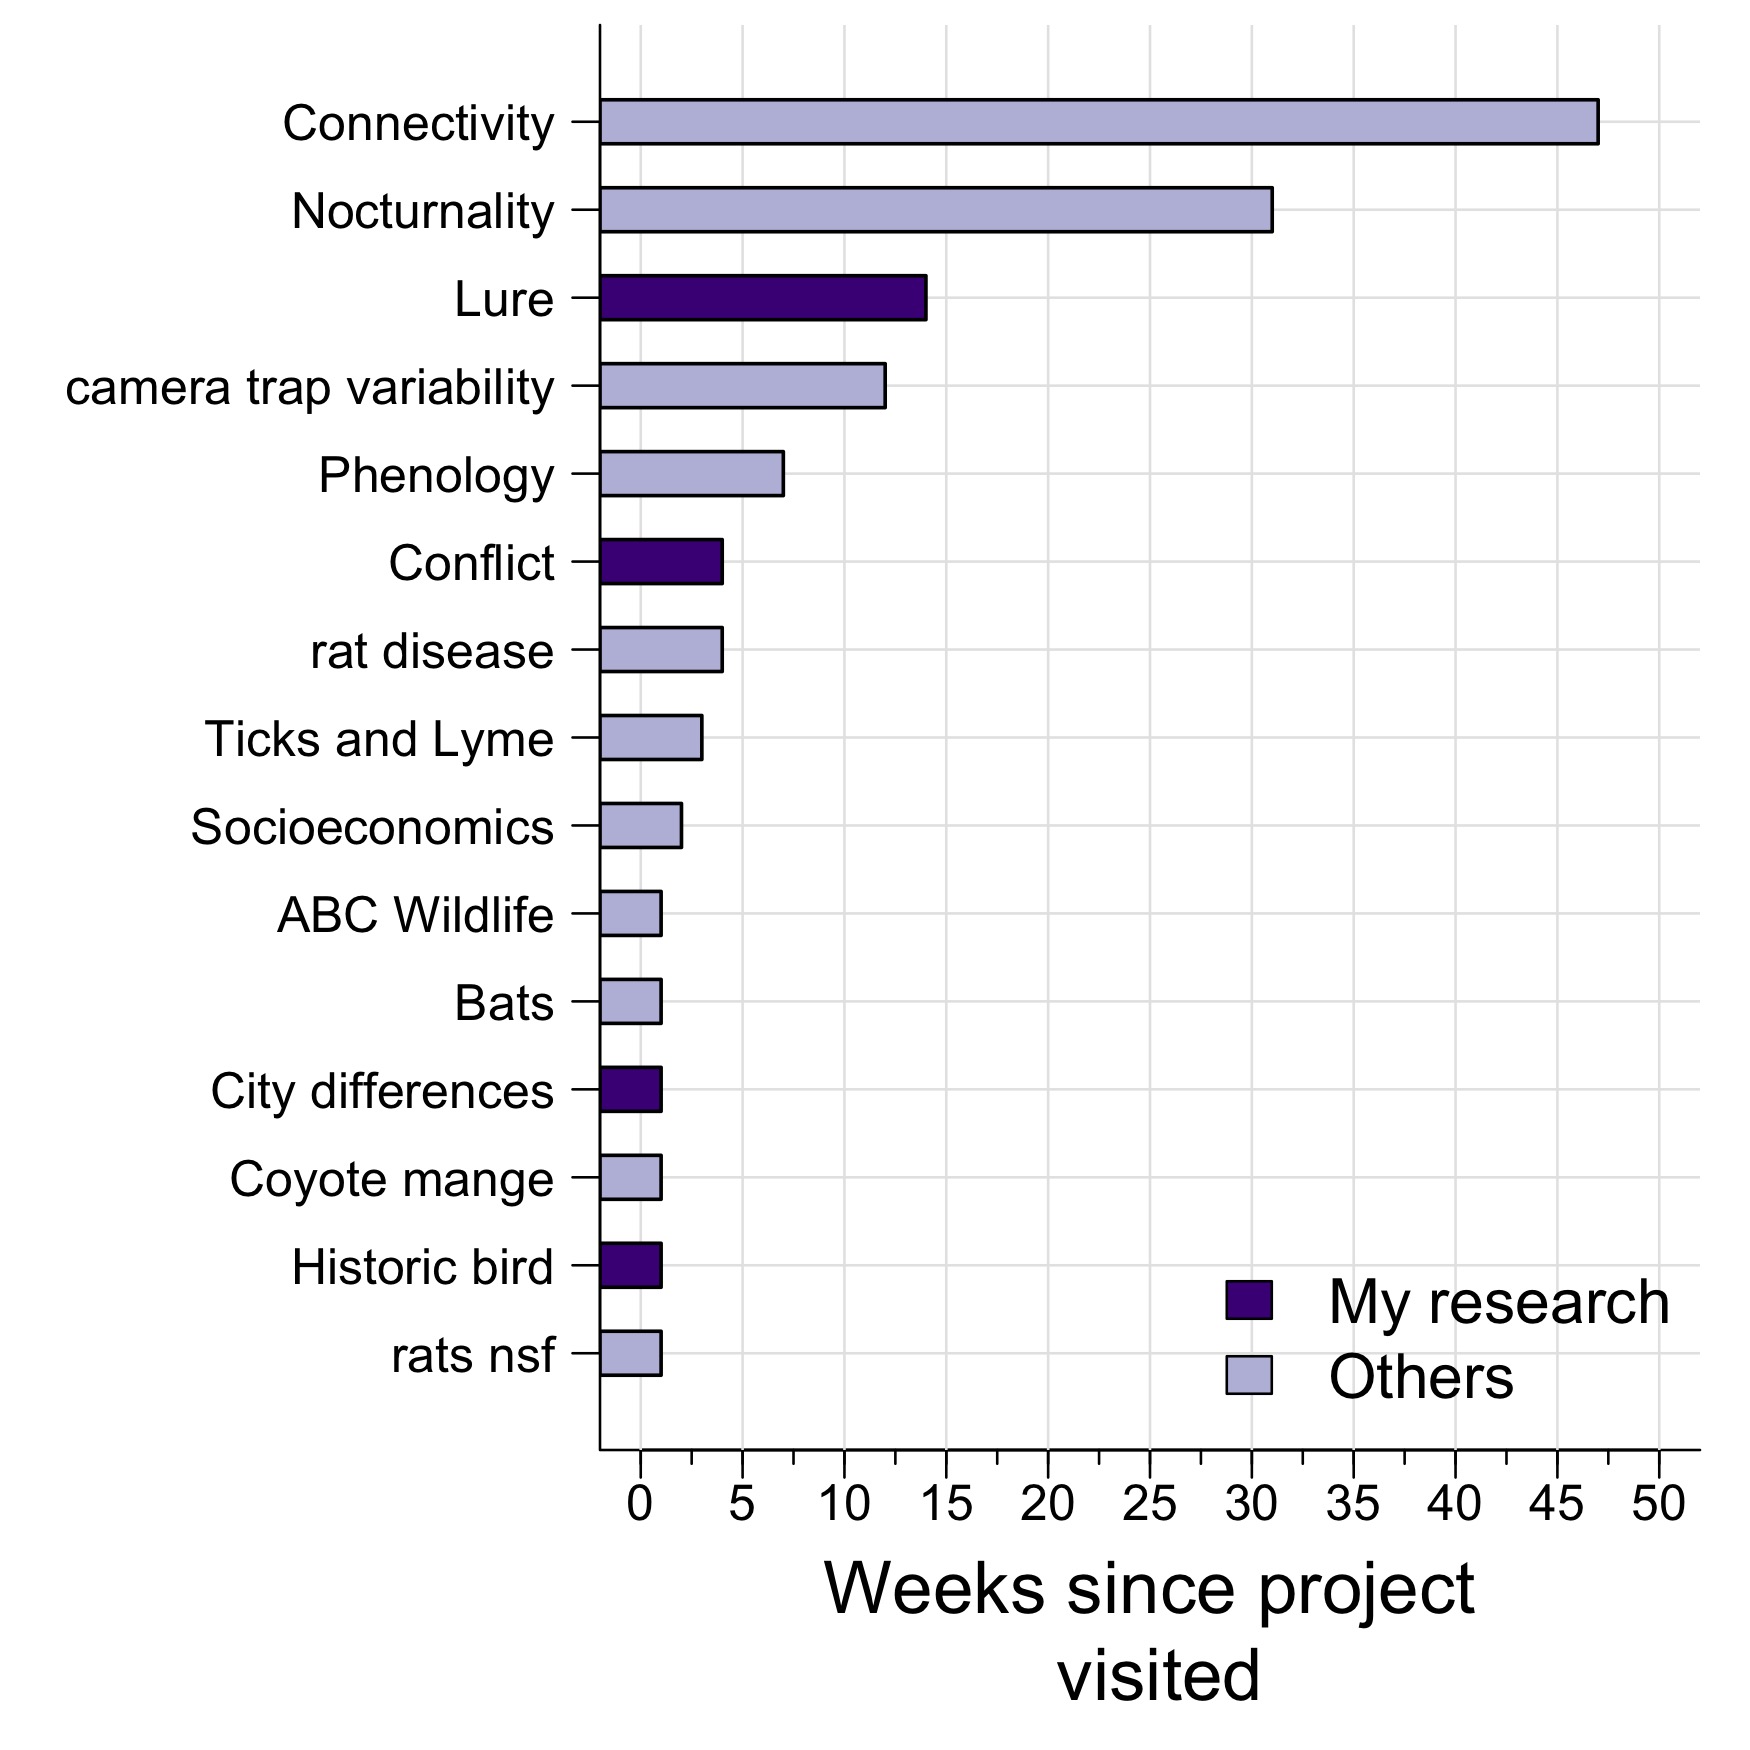 Connectivity
Nocturnality
Lure
camera trap variability
Phenology
Conflict
rat disease
Ticks and Lyme
Socioeconomics
ABC Wildlife
Bats
City differences
Coyote mange
Historic bird
rats nsf
My research
Others
0 5 10 15 20 25 30 35 40 45 50
Weeks since project
visited